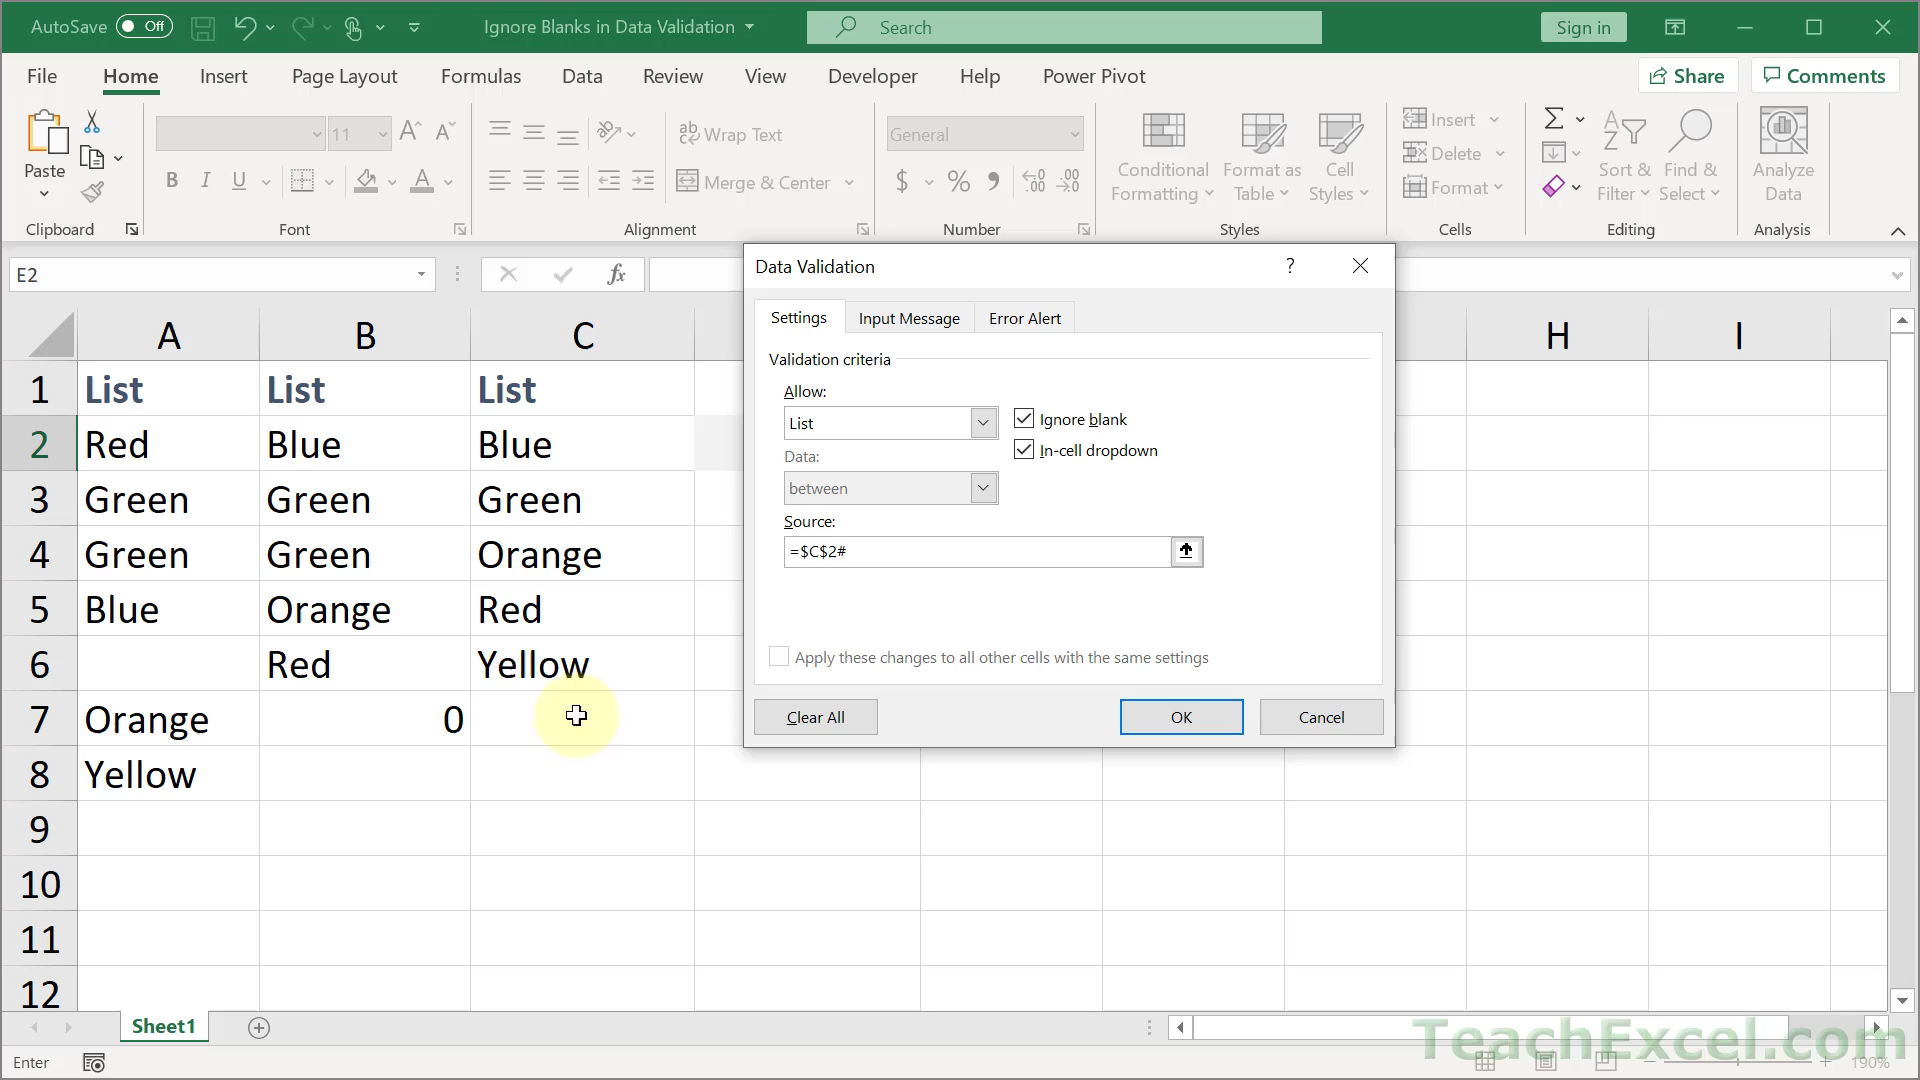 AutoSave Off Ignore Blanks in Data Validation Search Sign in
File Home Insert Page Layout Formulas Data Review View Developer Help Power Pivot Share Comments
Paste
Clipboard
11
B I U
Font
Wrap Text
Merge & Center
Alignment
General
$ % 9
Number
Conditional Formatting
Format as Table
Cell Styles
Styles
Insert
Delete
Format
Cells
Sort & Filter
Find & Select
Editing
Analyze Data
Analysis
E2 fx
Data Validation ?
Settings Input Message Error Alert
Validation criteria
Allow:
List Ignore blank
In-cell dropdown
Data:
between
Source:
=$C$2#
Apply these changes to all other cells with the same settings
Clear All OK Cancel
A B C H I
1 List List List
2 Red Blue Blue
3 Green Green Green
4 Green Green Orange
5 Blue Orange Red
6 Red Yellow
7 Orange 0
8 Yellow
9
10
11
12
Sheet1
TeachExcel.com
Enter 190%